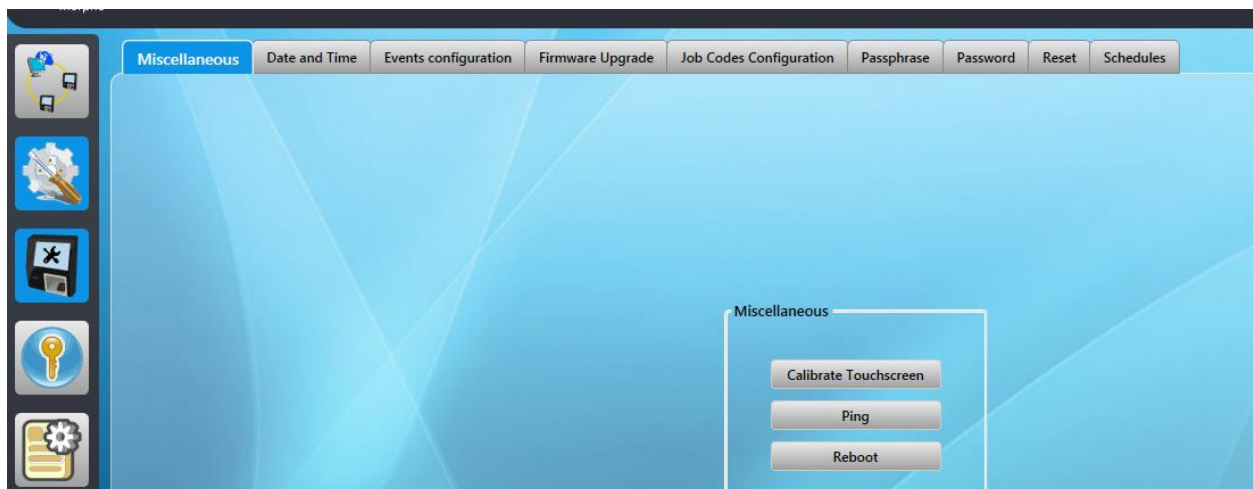 Miscellaneous Date and Time Events configuration Firmware Upgrade Job Codes Configuration Passphrase Password Reset Schedules
Miscellaneous
Calibrate Touchscreen
Ping
Reboot